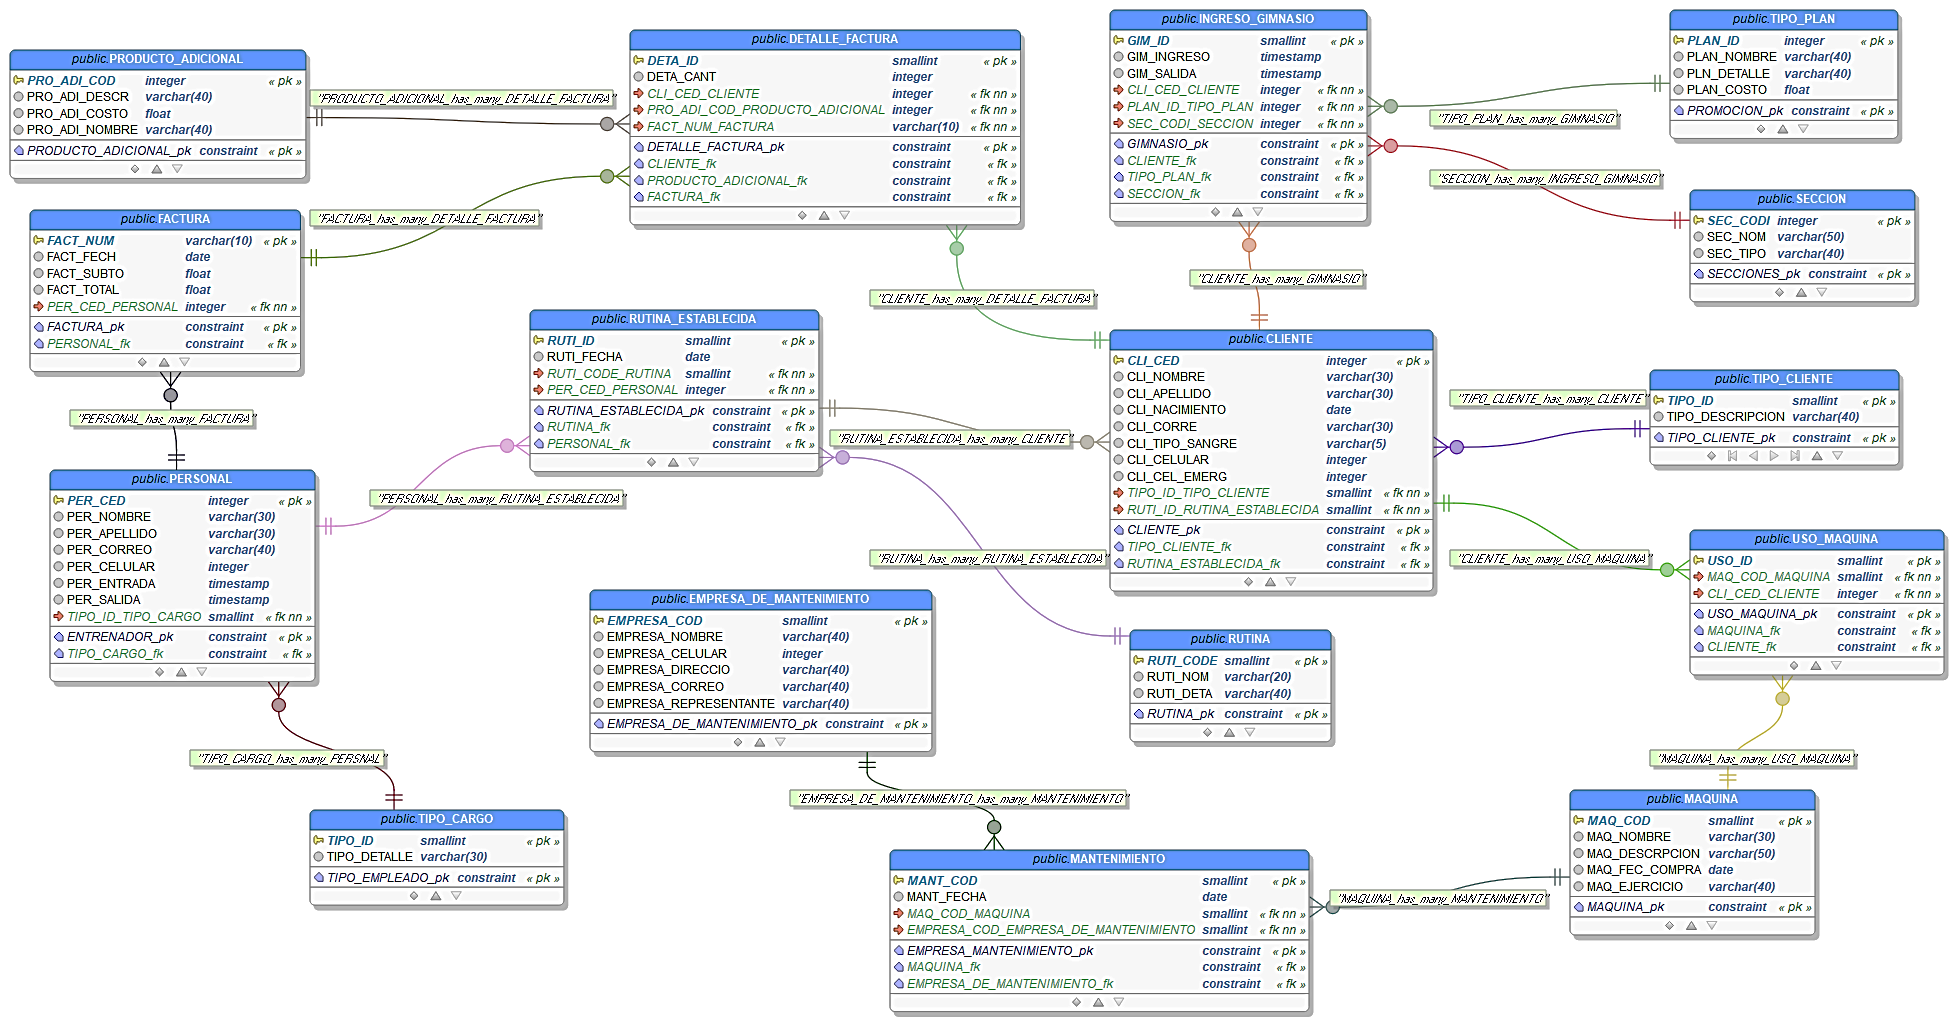 public.PRODUCTO_ADICIONAL
PRO_ADI_COD integer « pk »
PRO_ADI_DESCR varchar(40)
PRO_ADI_COSTO float
PRO_ADI_NOMBRE varchar(40)
PRODUCTO_ADICIONAL_pk constraint « pk »
"PRODUCTO_ADICIONAL_has_many_DETALLE_FACTURA"
public.DETALLE_FACTURA
DETA_ID smallint « pk »
DETA_CANT integer
CLI_CED_CLIENTE integer « fk nn »
PRO_ADI_COD_PRODUCTO_ADICIONAL integer « fk nn »
FACT_NUM_FACTURA varchar(10) « fk nn »
DETALLE_FACTURA_pk constraint « pk »
CLIENTE_fk constraint « fk »
PRODUCTO_ADICIONAL_fk constraint « fk »
FACTURA_fk constraint « fk »
public.INGRESO_GIMNASIO
GIM_ID smallint « pk »
GIM_INGRESO timestamp
GIM_SALIDA timestamp
CLI_CED_CLIENTE integer « fk nn »
PLAN_ID_TIPO_PLAN integer « fk nn »
SEC_CODI_SECCION integer « fk nn »
GIMNASIO_pk constraint « pk »
CLIENTE_fk constraint « fk »
TIPO_PLAN_fk constraint « fk »
SECCION_fk constraint « fk »
public.TIPO_PLAN
PLAN_ID integer « pk »
PLAN_NOMBRE varchar(40)
PLN_DETALLE varchar(40)
PLAN_COSTO float
PROMOCION_pk constraint « pk »
"TIPO_PLAN_has_many_GIMNASIO"
"SECCION_has_many_INGRESO_GIMNASIO"
public.SECCION
SEC_CODI integer « pk »
SEC_NOM varchar(50)
SEC_TIPO varchar(40)
SECCIONES_pk constraint « pk »
public.FACTURA
FACT_NUM varchar(10) « pk »
FACT_FECH date
FACT_SUBTO float
FACT_TOTAL float
PER_CED_PERSONAL integer « fk nn »
FACTURA_pk constraint « pk »
PERSONAL_fk constraint « fk »
"FACTURA_has_many_DETALLE_FACTURA"
"CLIENTE_has_many_DETALLE_FACTURA"
"CLIENTE_has_many_GIMNASIO"
public.RUTINA_ESTABLECIDA
RUTI_ID smallint « pk »
RUTI_FECHA date
RUTI_CODE_RUTINA smallint « fk nn »
PER_CED_PERSONAL integer « fk nn »
RUTINA_ESTABLECIDA_pk constraint « pk »
RUTINA_fk constraint « fk »
PERSONAL_fk constraint « fk »
public.CLIENTE
CLI_CED integer « pk »
CLI_NOMBRE varchar(30)
CLI_APELLIDO varchar(30)
CLI_NACIMIENTO date
CLI_CORRE varchar(30)
CLI_TIPO_SANGRE varchar(5)
CLI_CELULAR integer
CLI_CEL_EMERG integer
TIPO_ID_TIPO_CLIENTE smallint « fk nn »
RUTI_ID_RUTINA_ESTABLECIDA smallint « fk nn »
CLIENTE_pk constraint « pk »
TIPO_CLIENTE_fk constraint « fk »
RUTINA_ESTABLECIDA_fk constraint « fk »
"TIPO_CLIENTE_has_many_CLIENTE"
public.TIPO_CLIENTE
TIPO_ID smallint « pk »
TIPO_DESCRIPCION varchar(40)
TIPO_CLIENTE_pk constraint « pk »
"PERSONAL_has_many_FACTURA"
"RUTINA_ESTABLECIDA_has_many_CLIENTE"
public.PERSONAL
PER_CED integer « pk »
PER_NOMBRE varchar(30)
PER_APELLIDO varchar(30)
PER_CORREO varchar(40)
PER_CELULAR integer
PER_ENTRADA timestamp
PER_SALIDA timestamp
TIPO_ID_TIPO_CARGO smallint « fk nn »
ENTRENADOR_pk constraint « pk »
TIPO_CARGO_fk constraint « fk »
"PERSONAL_has_many_RUTINA_ESTABLECIDA"
"RUTINA_has_many_RUTINA_ESTABLECIDA"
"CLIENTE_has_many_USO_MAQUINA"
public.USO_MAQUINA
USO_ID smallint « pk »
MAQ_COD_MAQUINA smallint « fk nn »
CLI_CED_CLIENTE integer « fk nn »
USO_MAQUINA_pk constraint « pk »
MAQUINA_fk constraint « fk »
CLIENTE_fk constraint « fk »
public.EMPRESA_DE_MANTENIMIENTO
EMPRESA_COD smallint « pk »
EMPRESA_NOMBRE varchar(40)
EMPRESA_CELULAR integer
EMPRESA_DIRECCIO varchar(40)
EMPRESA_CORREO varchar(40)
EMPRESA_REPRESENTANTE varchar(40)
EMPRESA_DE_MANTENIMIENTO_pk constraint « pk »
public.RUTINA
RUTI_CODE smallint « pk »
RUTI_NOM varchar(20)
RUTI_DETA varchar(40)
RUTINA_pk constraint « pk »
"TIPO_CARGO_has_many_PERSNAL"
"MAQUINA_has_many_USO_MAQUINA"
"EMPRESA_DE_MANTENIMIENTO_has_many_MANTENIMIENTO"
public.TIPO_CARGO
TIPO_ID smallint « pk »
TIPO_DETALLE varchar(30)
TIPO_EMPLEADO_pk constraint « pk »
public.MANTENIMIENTO
MANT_COD smallint « pk »
MANT_FECHA date
MAQ_COD_MAQUINA smallint « fk nn »
EMPRESA_COD_EMPRESA_DE_MANTENIMIENTO smallint « fk nn »
EMPRESA_MANTENIMIENTO_pk constraint « pk »
MAQUINA_fk constraint « fk »
EMPRESA_DE_MANTENIMIENTO_fk constraint « fk »
"MAQUINA_has_many_MANTENIMIENTO"
public.MAQUINA
MAQ_COD smallint « pk »
MAQ_NOMBRE varchar(30)
MAQ_DESCRPCION varchar(50)
MAQ_FEC_COMPRA date
MAQ_EJERCICIO varchar(40)
MAQUINA_pk constraint « pk »